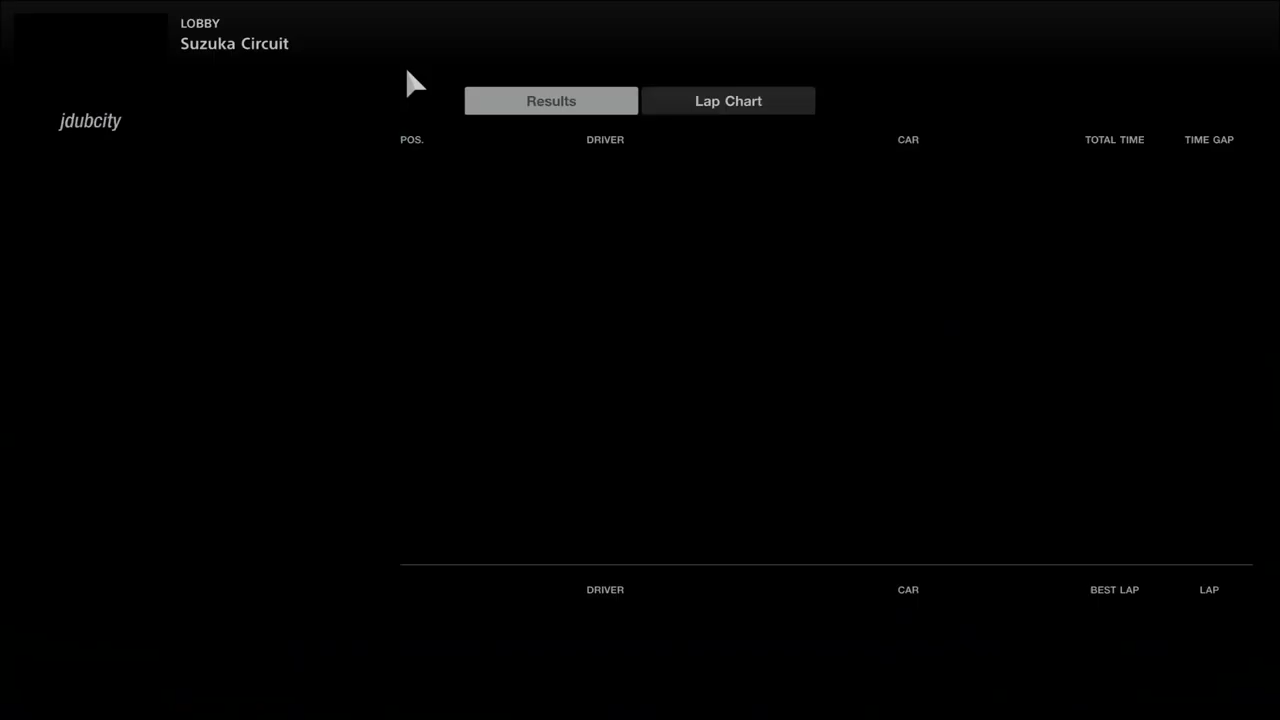 LOBBY
Suzuka Circuit
Results
Lap Chart
jdubcity
POS.
DRIVER
CAR
TOTAL TIME
TIME GAP
DRIVER
CAR
BEST LAP
LAP